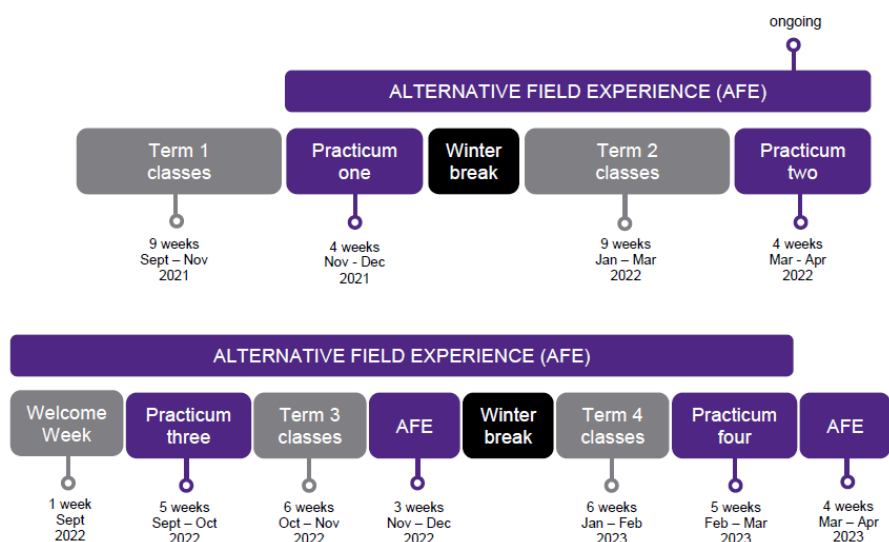 ongoing
ALTERNATIVE FIELD EXPERIENCE (AFE)
Term 1
classes
Practicum
one
Winter
break
Term 2
classes
Practicum
two
9 weeks
Sept – Nov
2021
4 weeks
Nov - Dec
2021
9 weeks
Jan – Mar
2022
4 weeks
Mar - Apr
2022
ALTERNATIVE FIELD EXPERIENCE (AFE)
Welcome
Week
Practicum
three
Term 3
classes
AFE
Winter
break
Term 4
classes
Practicum
four
AFE
1 week
Sept
2022
5 weeks
Sept – Oct
2022
6 weeks
Oct – Nov
2022
3 weeks
Nov – Dec
2022
6 weeks
Jan – Feb
2023
5 weeks
Feb – Mar
2023
4 weeks
Mar – Apr
2023